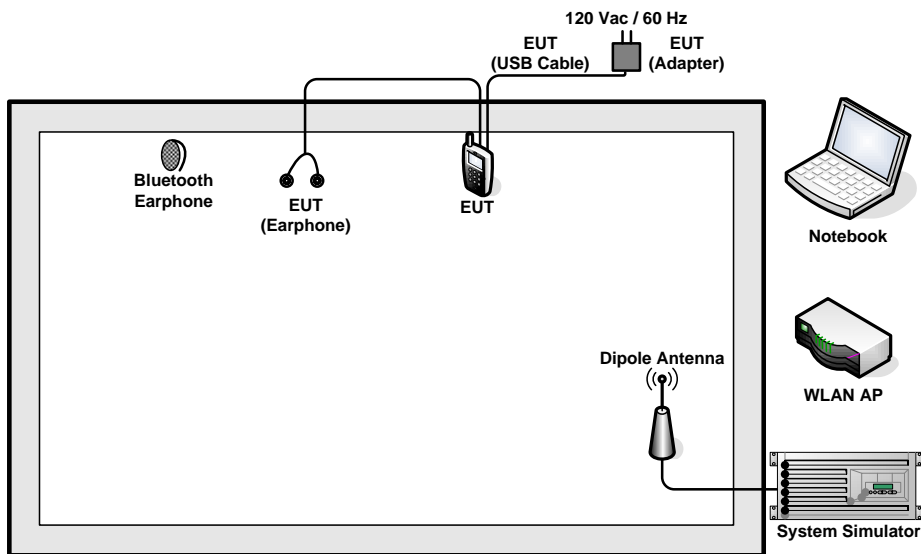 120 Vac / 60 Hz
EUT
(USB Cable)
EUT
(Adapter)
Bluetooth
Earphone
EUT
(Earphone)
EUT
Notebook
Dipole Antenna
WLAN AP
System Simulator